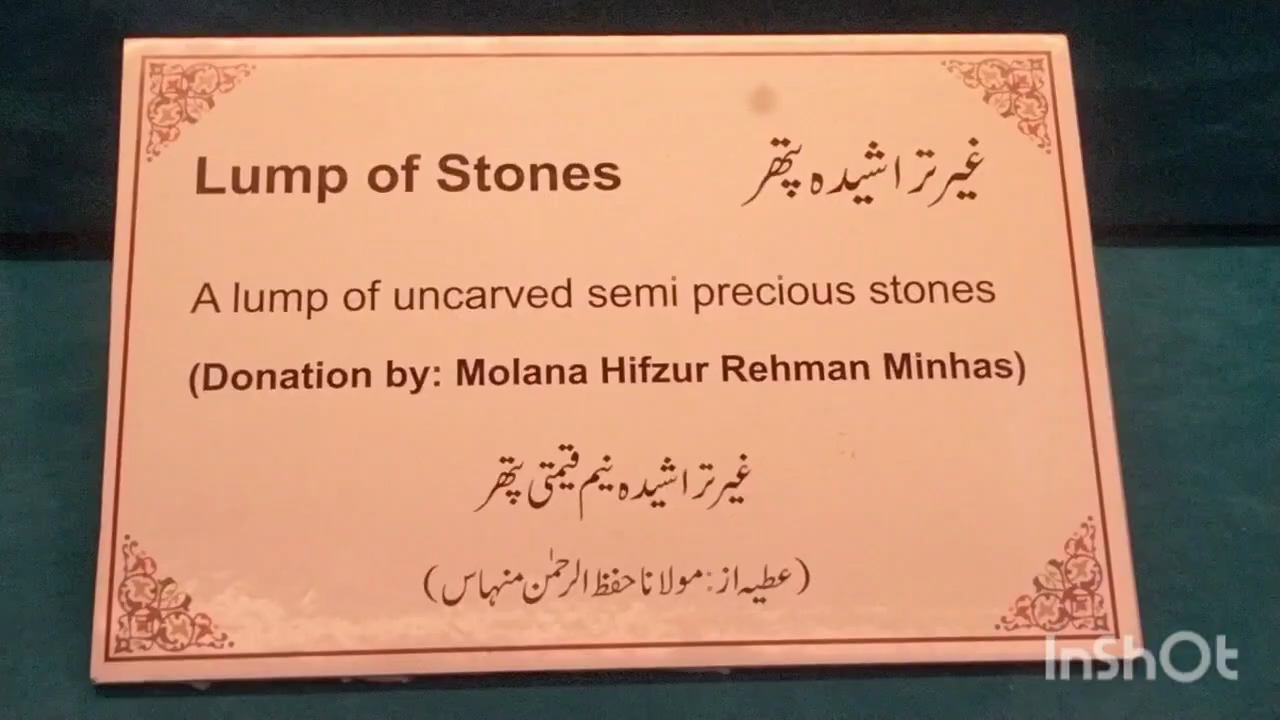 Lump of Stones
غیر تراشیدہ پتھر
A lump of uncarved semi precious stones
(Donation by: Molana Hifzur Rehman Minhas)
غیر تراشیدہ نیم قیمتی پتھر
(عطیہ از: مولانا حفظ الرحمٰن منہاس)
InShOt